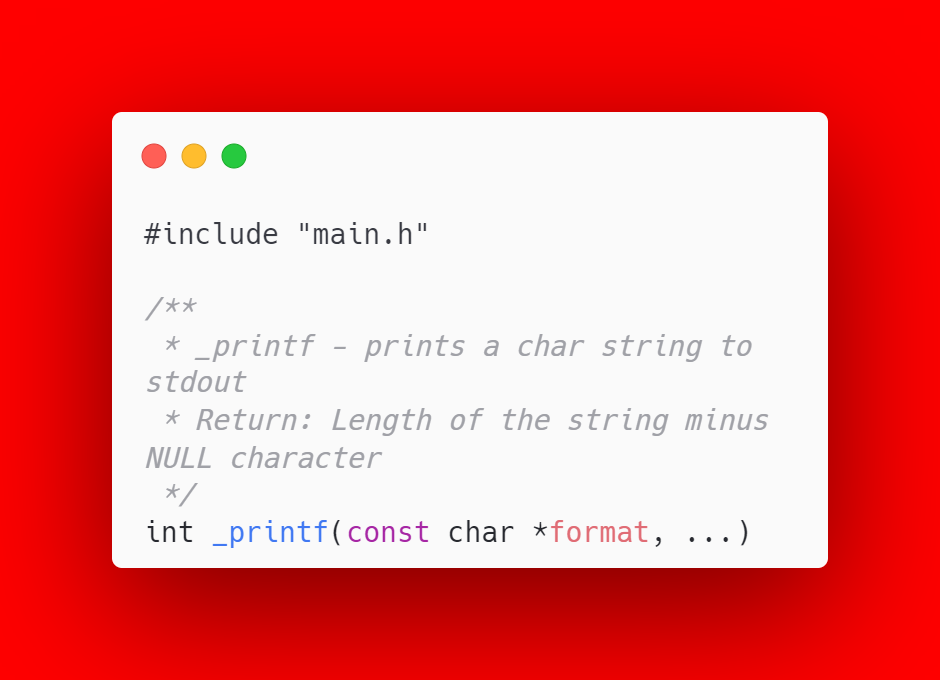 #include "main.h"
/**
 * _printf - prints a char string to
stdout
 * Return: Length of the string minus
NULL character
 */
int _printf(const char *format, ...)